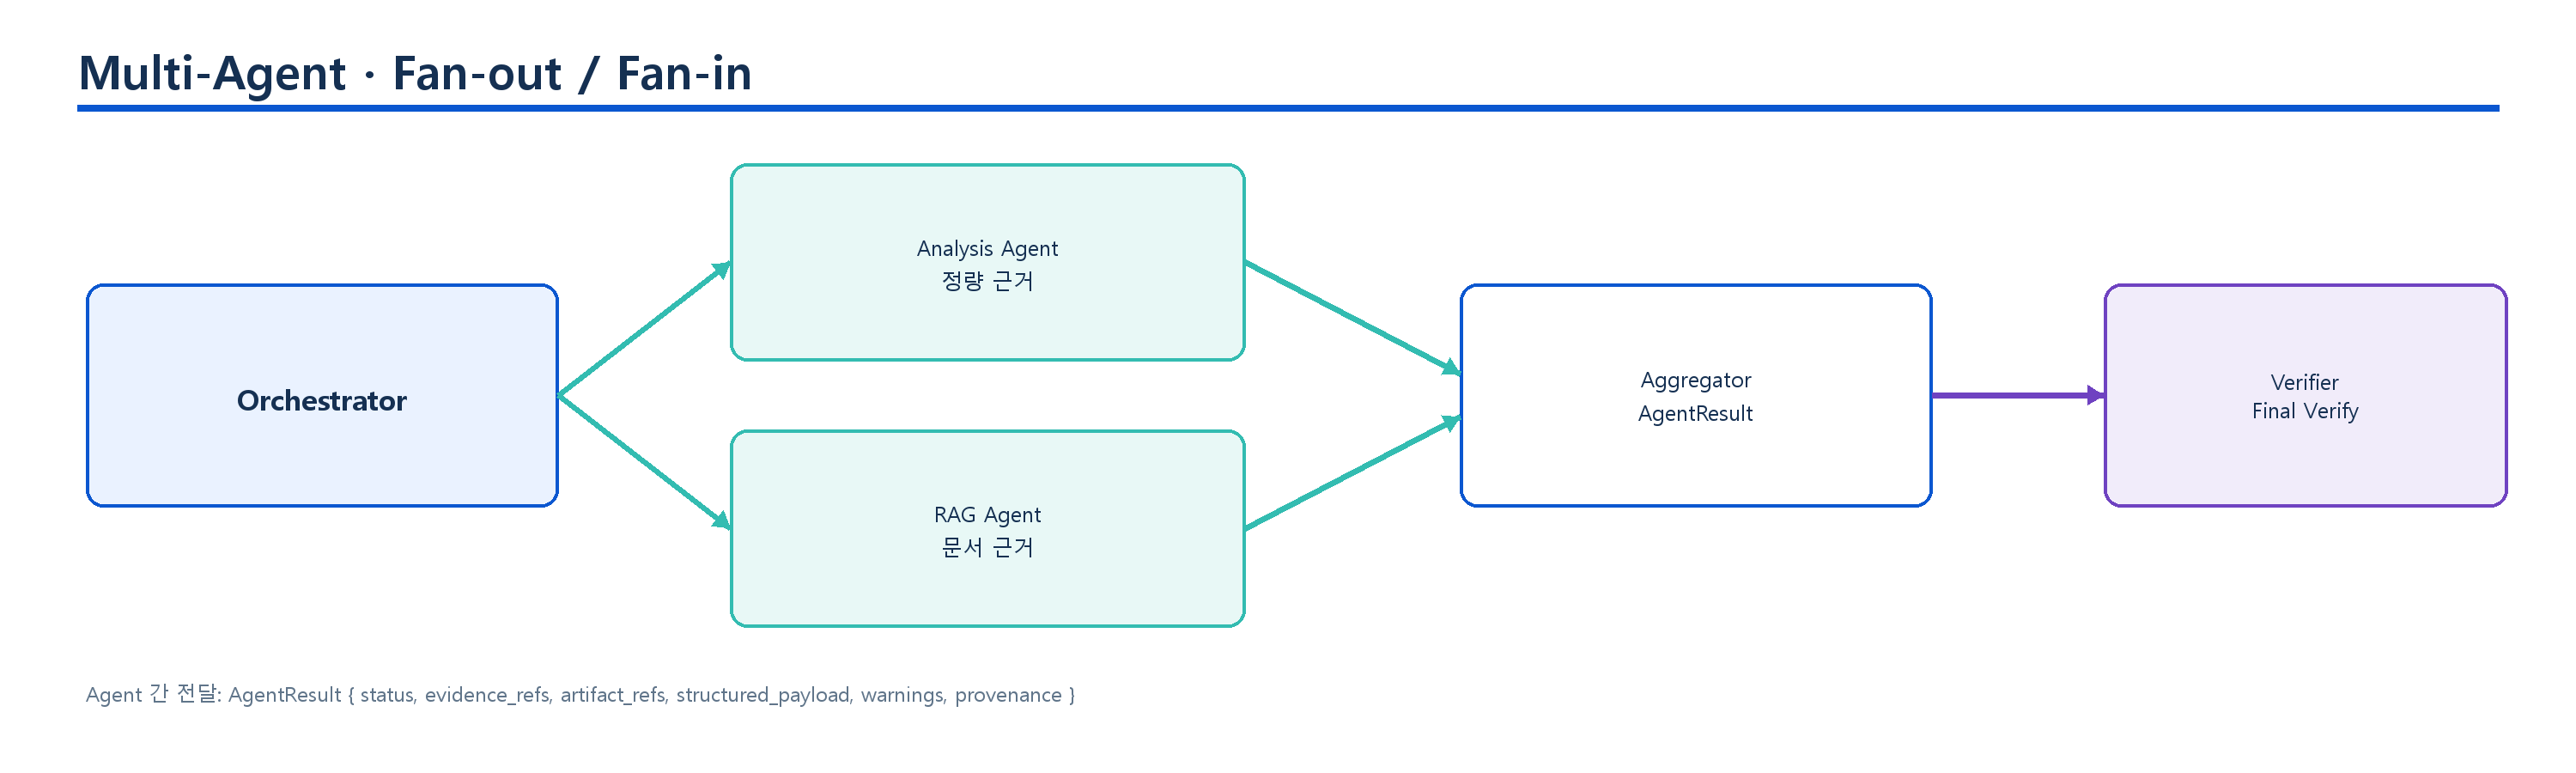 Multi-Agent · Fan-out / Fan-in
Orchestrator
Analysis Agent
정량 근거
RAG Agent
문서 근거
Aggregator
AgentResult
Verifier
Final Verify
Agent 간 전달: AgentResult { status, evidence_refs, artifact_refs, structured_payload, warnings, provenance }